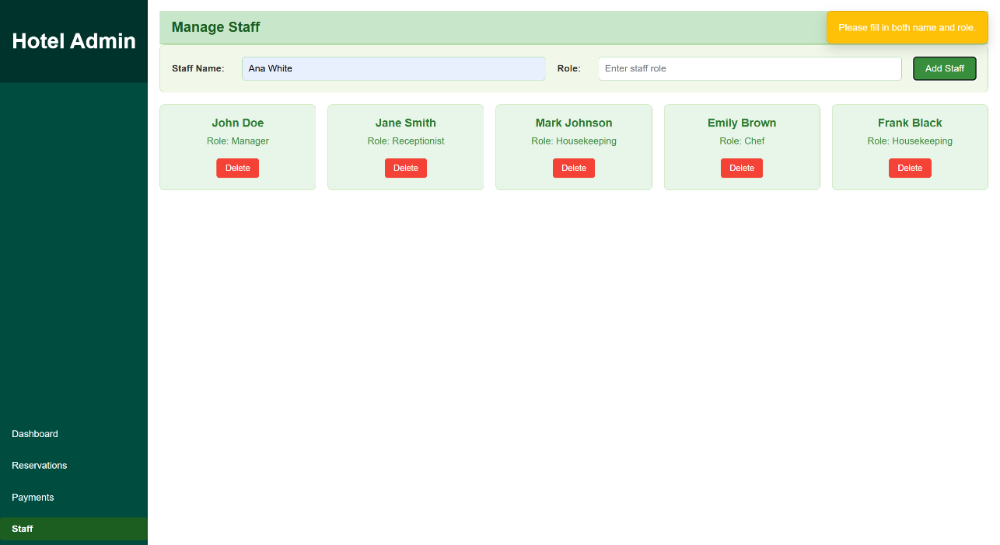 Hotel Admin
Dashboard
Reservations
Payments
Staff
Manage Staff
Please fill in both name and role.
Staff Name: Ana White Role: Enter staff role Add Staff
John Doe
Role: Manager
Delete
Jane Smith
Role: Receptionist
Delete
Mark Johnson
Role: Housekeeping
Delete
Emily Brown
Role: Chef
Delete
Frank Black
Role: Housekeeping
Delete